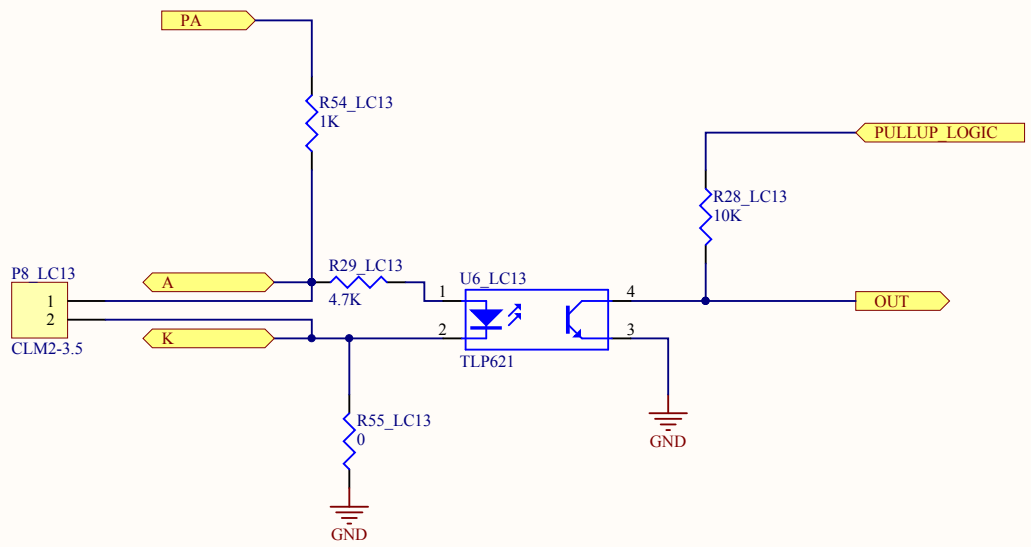 PA
R54_LC13
1K
PULLUP_LOGIC
R28_LC13
10K
P8_LC13
1
2
CLM2-3.5
A
K
R29_LC13
4.7K
U6_LC13
1
2
4
3
TLP621
OUT
GND
R55_LC13
0
GND